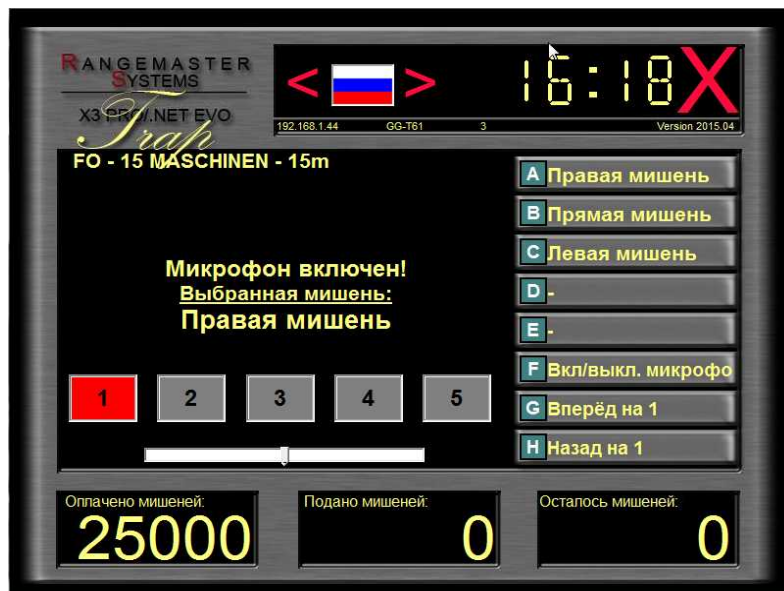 RANGEMASTER
SYSTEMS
X3 PRO/.NET EVO
Trap
< >
16:18
X
192.168.1.44 GG-T61 3 Version 2015.04
FO - 15 MASCHINEN - 15m
Микрофон включен!
Выбранная мишень:
Правая мишень
1 2 3 4 5
A Правая мишень
B Прямая мишень
C Левая мишень
D -
E -
F Вкл/выкл. микрофо
G Вперёд на 1
H Назад на 1
Оплачено мишеней:
25000
Подано мишеней:
0
Осталось мишеней:
0